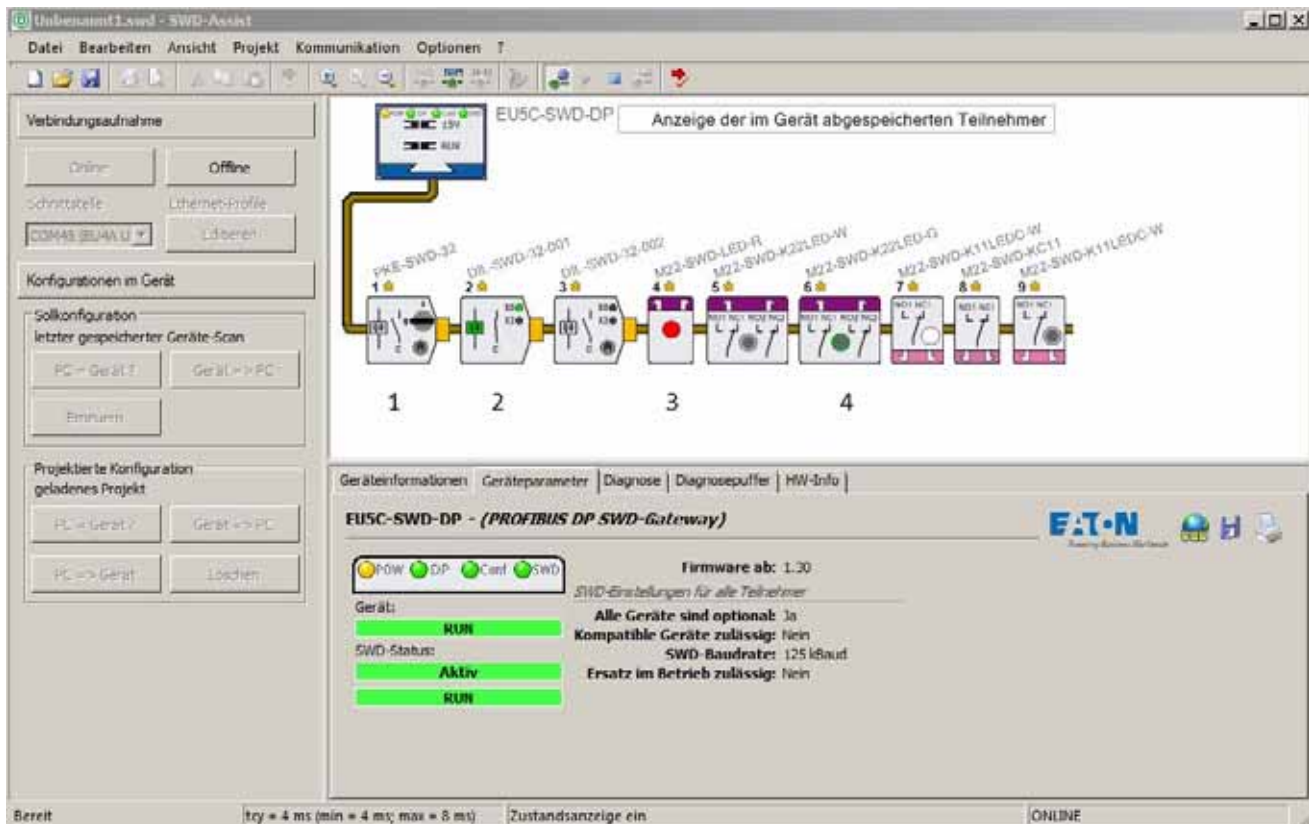 Unbenannt1.swd - SWD-Assist
Datei Bearbeiten Ansicht Projekt Kommunikation Optionen ?
Verbindungsaufnahme
Online Offline
Schnittstelle Ethernet-Profile
Editieren
Konfigurationen im Gerät
Sollkonfiguration
letzter gespeicherter Geräte-Scan
PC = Gerät ? Gerät => PC
Erneuern
Projektierte Konfiguration
geladenes Projekt
PC = Gerät ? Gerät => PC
PC => Gerät Löschen
EU5C-SWD-DP
Anzeige der im Gerät abgespeicherten Teilnehmer
PKE-SWD-32
DIL-SWD-32-001
DIL-SWD-32-002
M22-SWD-LED-R
M22-SWD-K22LED-W
M22-SWD-K22LED-G
M22-SWD-K11LEDC-W
M22-SWD-KC11
M22-SWD-K11LEDC-W
1 2 3 4 5 6 7 8 9
1 2 3 4
Geräteinformationen Geräteparameter Diagnose Diagnosepuffer HW-Info
EU5C-SWD-DP - (PROFIBUS DP SWD-Gateway)
EATON
Powering Business Worldwide
POW DP Conf SWD
Firmware ab: 1.30
SWD-Einstellungen für alle Teilnehmer
Gerät:
RUN
Alle Geräte sind optional: Ja
Kompatible Geräte zulässig: Nein
SWD-Status:
SWD-Baudrate: 125 kBaud
Aktiv
Ersatz im Betrieb zulässig: Nein
RUN
Bereit tcy = 4 ms (min = 4 ms; max = 8 ms) Zustandsanzeige ein ONLINE